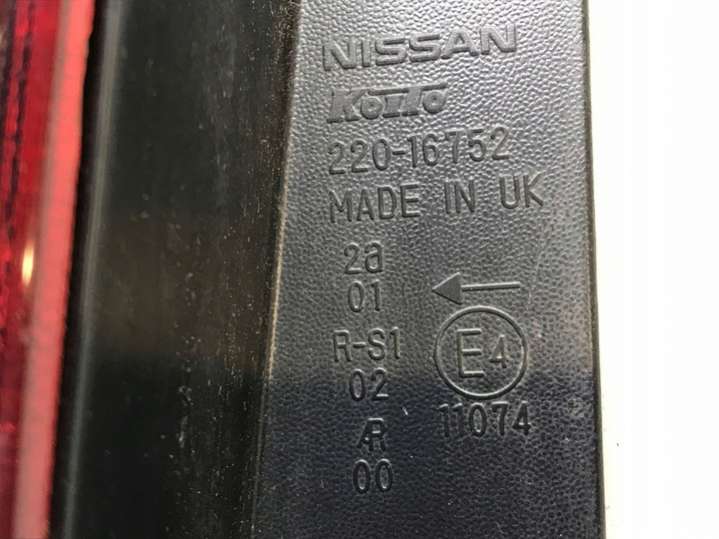 NISSAN
KOITO
220-16752
MADE IN UK
2a
01 ←
R-S1 E4
02
11074
AR
00